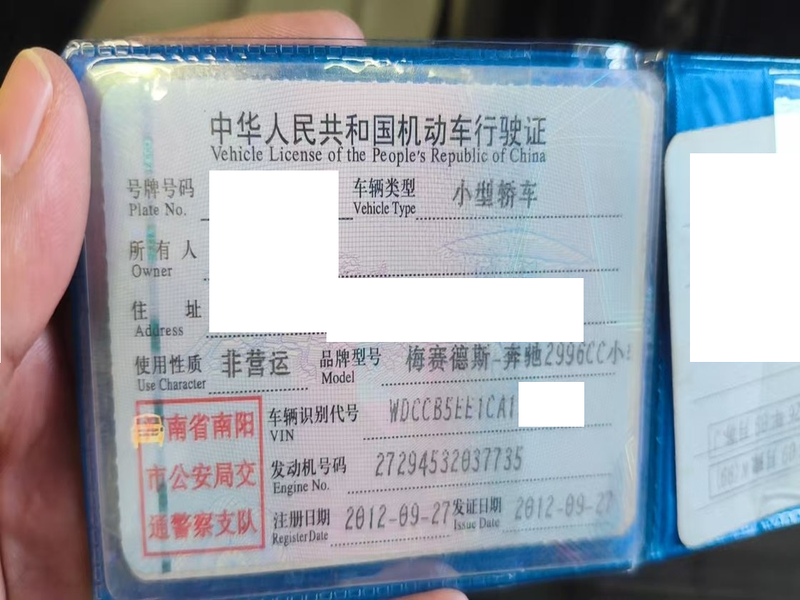 中华人民共和国机动车行驶证
Vehicle License of the People's Republic of China
号牌号码 车辆类型 小型轿车
Plate No. Vehicle Type
所有人
Owner
住址
Address
使用性质 非营运 品牌型号 梅赛德斯-奔驰2996CC小
Use Character Model
南省南阳
市公安局交
通警察支队
车辆识别代号 WDCCB5EE1CA1
VIN
发动机号码 27294532037735
Engine No.
注册日期 2012-09-27 发证日期 2012-09-27
Register Date Issue Date